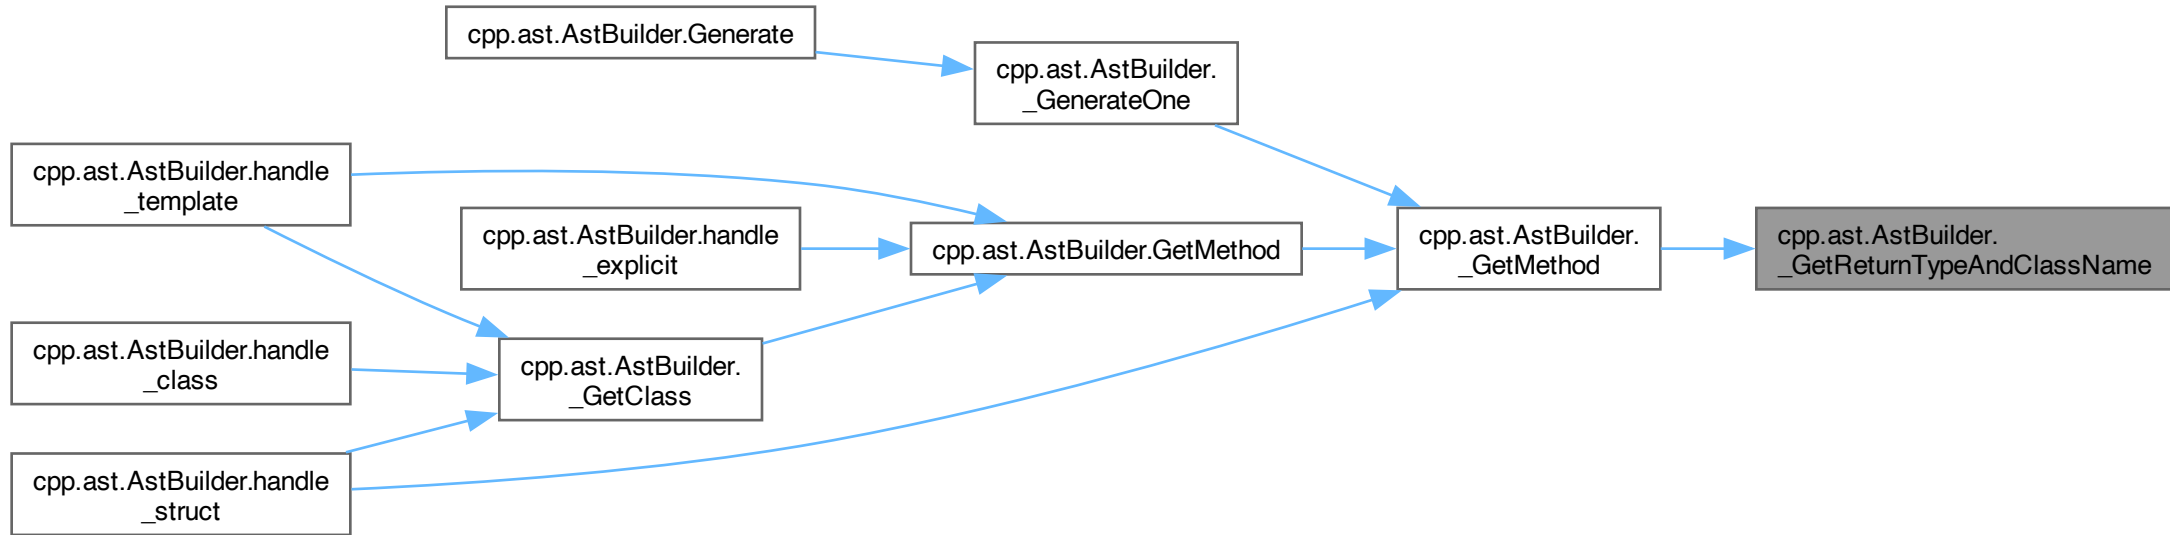 cpp.ast.AstBuilder.Generate
cpp.ast.AstBuilder.
_GenerateOne
cpp.ast.AstBuilder.handle
_template
cpp.ast.AstBuilder.handle
_explicit
cpp.ast.AstBuilder.GetMethod
cpp.ast.AstBuilder.
_GetMethod
cpp.ast.AstBuilder.
_GetReturnTypeAndClassName
cpp.ast.AstBuilder.handle
_class
cpp.ast.AstBuilder.
_GetClass
cpp.ast.AstBuilder.handle
_struct